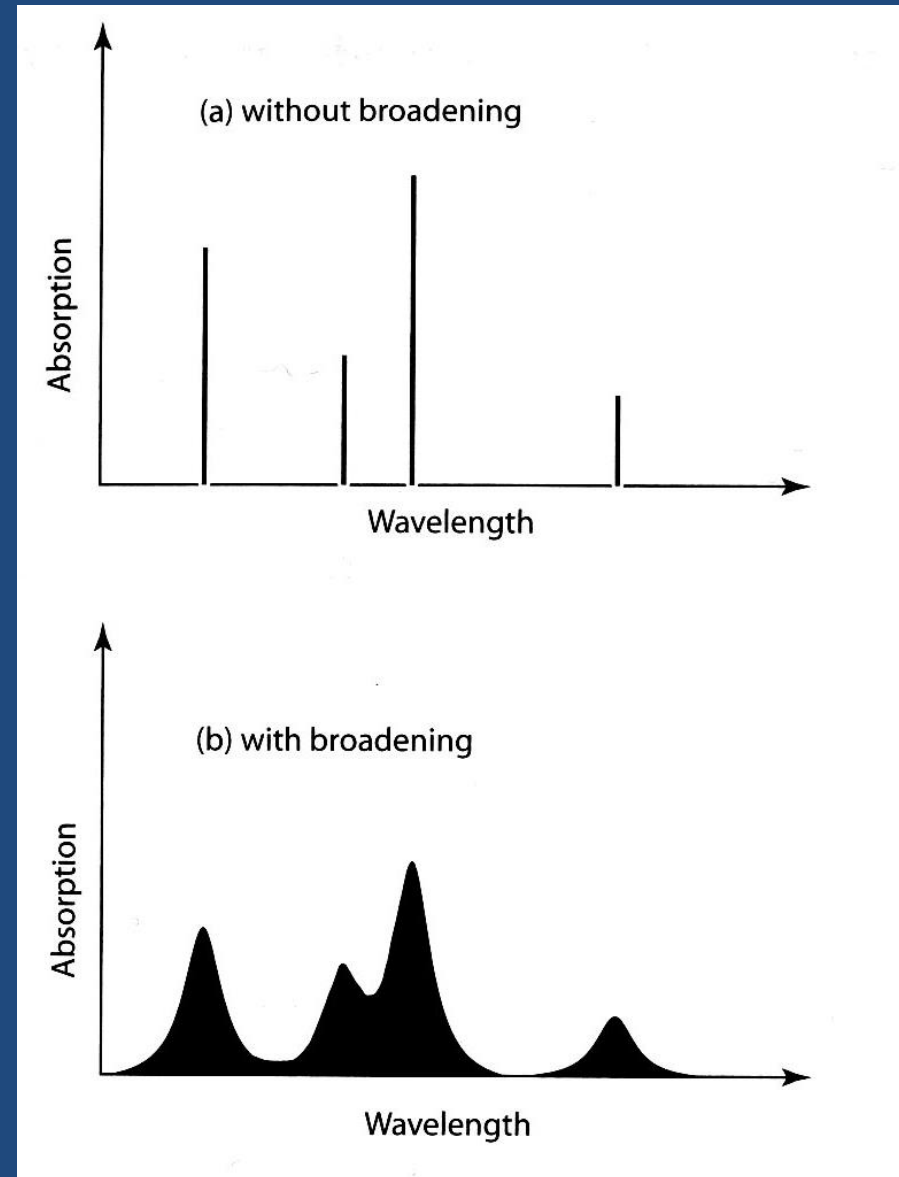 (a) without broadening
Absorption
Wavelength
(b) with broadening
Absorption
Wavelength